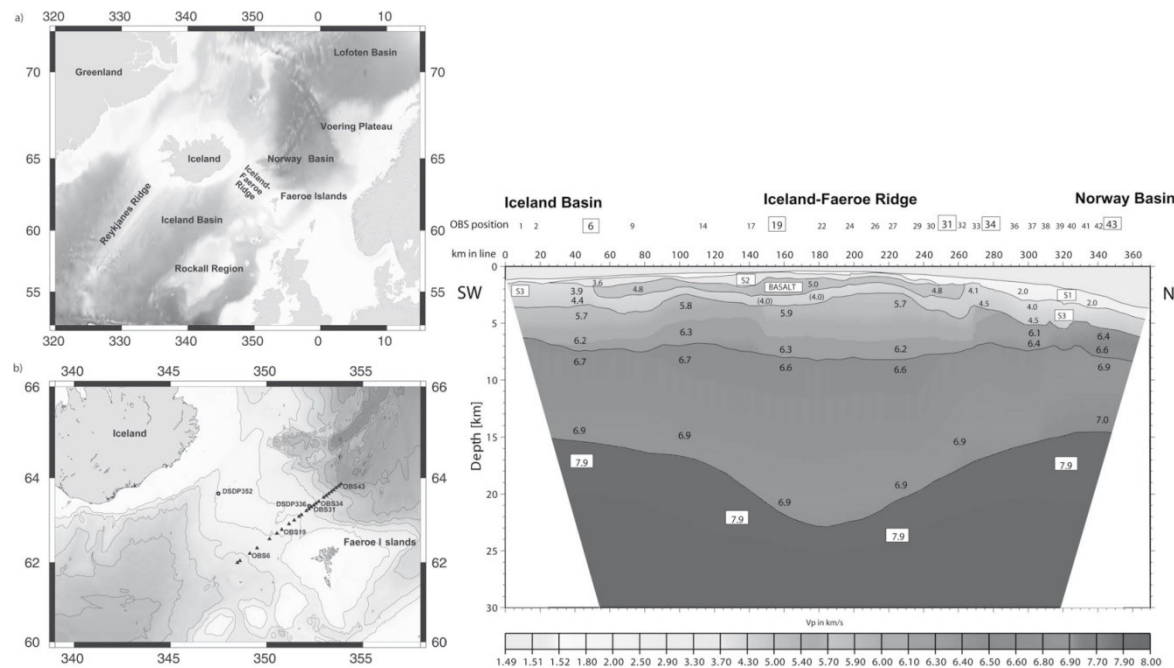 a)
320 330 340 350 0 10
Greenland
Lofoten Basin
70 70
Voering Plateau
Iceland
Norway Basin
65 65
Iceland-
Faeroe
Ridge
Faeroe Islands
Reykjanes Ridge
Iceland Basin
60 60
Rockall Region
55 55
320 330 340 350 0 10
b)
340 345 350 355
66 66
Iceland
64 64
DSDP352
OBS43
DSDP336
OBS34
OBS31
OBS19
Faeroe I slands
OBS6
62 62
60 60
340 345 350 355
Iceland Basin Iceland-Faeroe Ridge Norway Basin
OBS position 1 2 6 9 14 17 19 22 24 26 27 29 30 31 32 33 34 36 37 38 39 40 41 42 43
km in line 0 20 40 60 80 100 120 140 160 180 200 220 240 260 280 300 320 340 360
0
SW N
S3 3.9 3.6 4.8 S2 BASALT 5.0 4.8 4.1 2.0 S1 2.0
4.4 (4.0) (4.0) 4.5 4.0 S3
5 5.7 5.8 5.9 5.7 4.5
6.2 6.3 6.1 6.4
6.7 6.7 6.3 6.2 6.4 6.6
6.6 6.6 6.9
10
Depth [km]
7.0
15 6.9 6.9 6.9
7.9 7.9
20 6.9 6.9
7.9 7.9
25
30
Vp in km/s
1.49 1.51 1.52 1.80 2.00 2.50 2.90 3.30 3.70 4.30 5.00 5.40 5.70 5.90 6.00 6.10 6.30 6.40 6.50 6.60 6.70 6.80 6.90 7.70 7.90 8.00